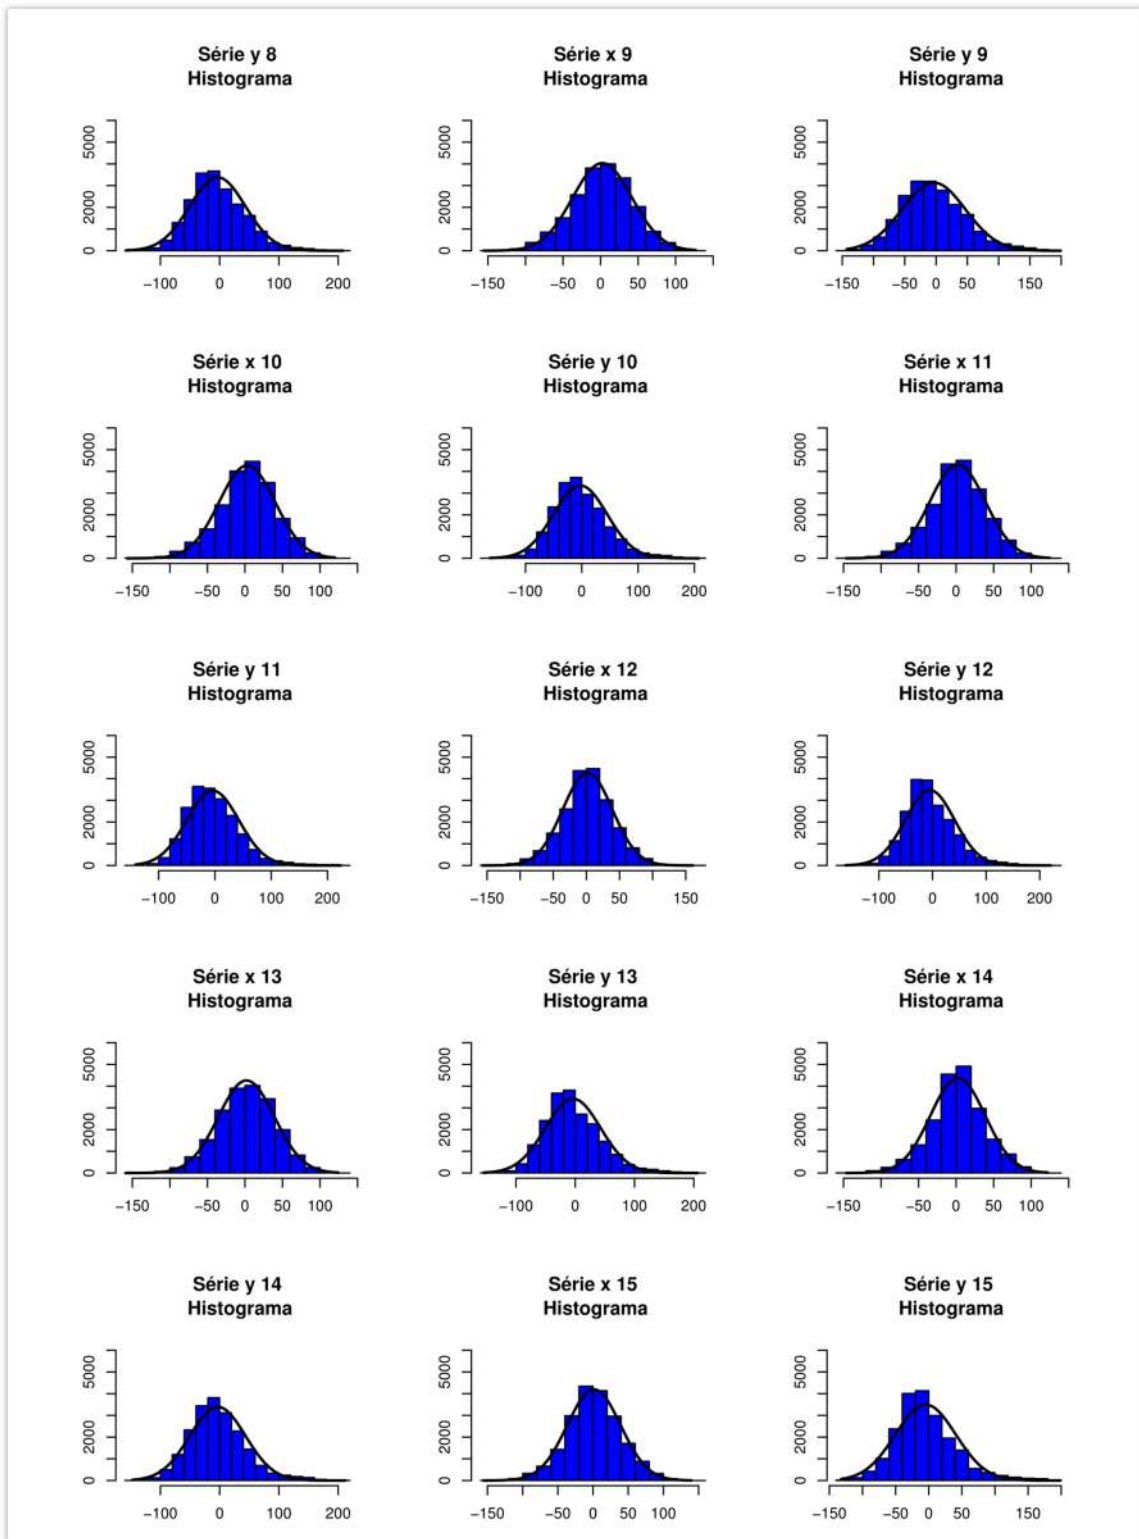 Série y 8
Histograma
5000
2000
0
−100 0 100 200
Série x 9
Histograma
5000
2000
0
−150 −50 0 50 100
Série y 9
Histograma
5000
2000
0
−150 −50 0 50 150
Série x 10
Histograma
5000
2000
0
−150 −50 0 50 100
Série y 10
Histograma
5000
2000
0
−100 0 100 200
Série x 11
Histograma
5000
2000
0
−150 −50 0 50 100
Série y 11
Histograma
5000
2000
0
−100 0 100 200
Série x 12
Histograma
5000
2000
0
−150 −50 0 50 150
Série y 12
Histograma
5000
2000
0
−100 0 100 200
Série x 13
Histograma
5000
2000
0
−150 −50 0 50 100
Série y 13
Histograma
5000
2000
0
−100 0 100 200
Série x 14
Histograma
5000
2000
0
−150 −50 0 50 100
Série y 14
Histograma
5000
2000
0
−100 0 100 200
Série x 15
Histograma
5000
2000
0
−150 −50 0 50 100
Série y 15
Histograma
5000
2000
0
−150 −50 0 50 150